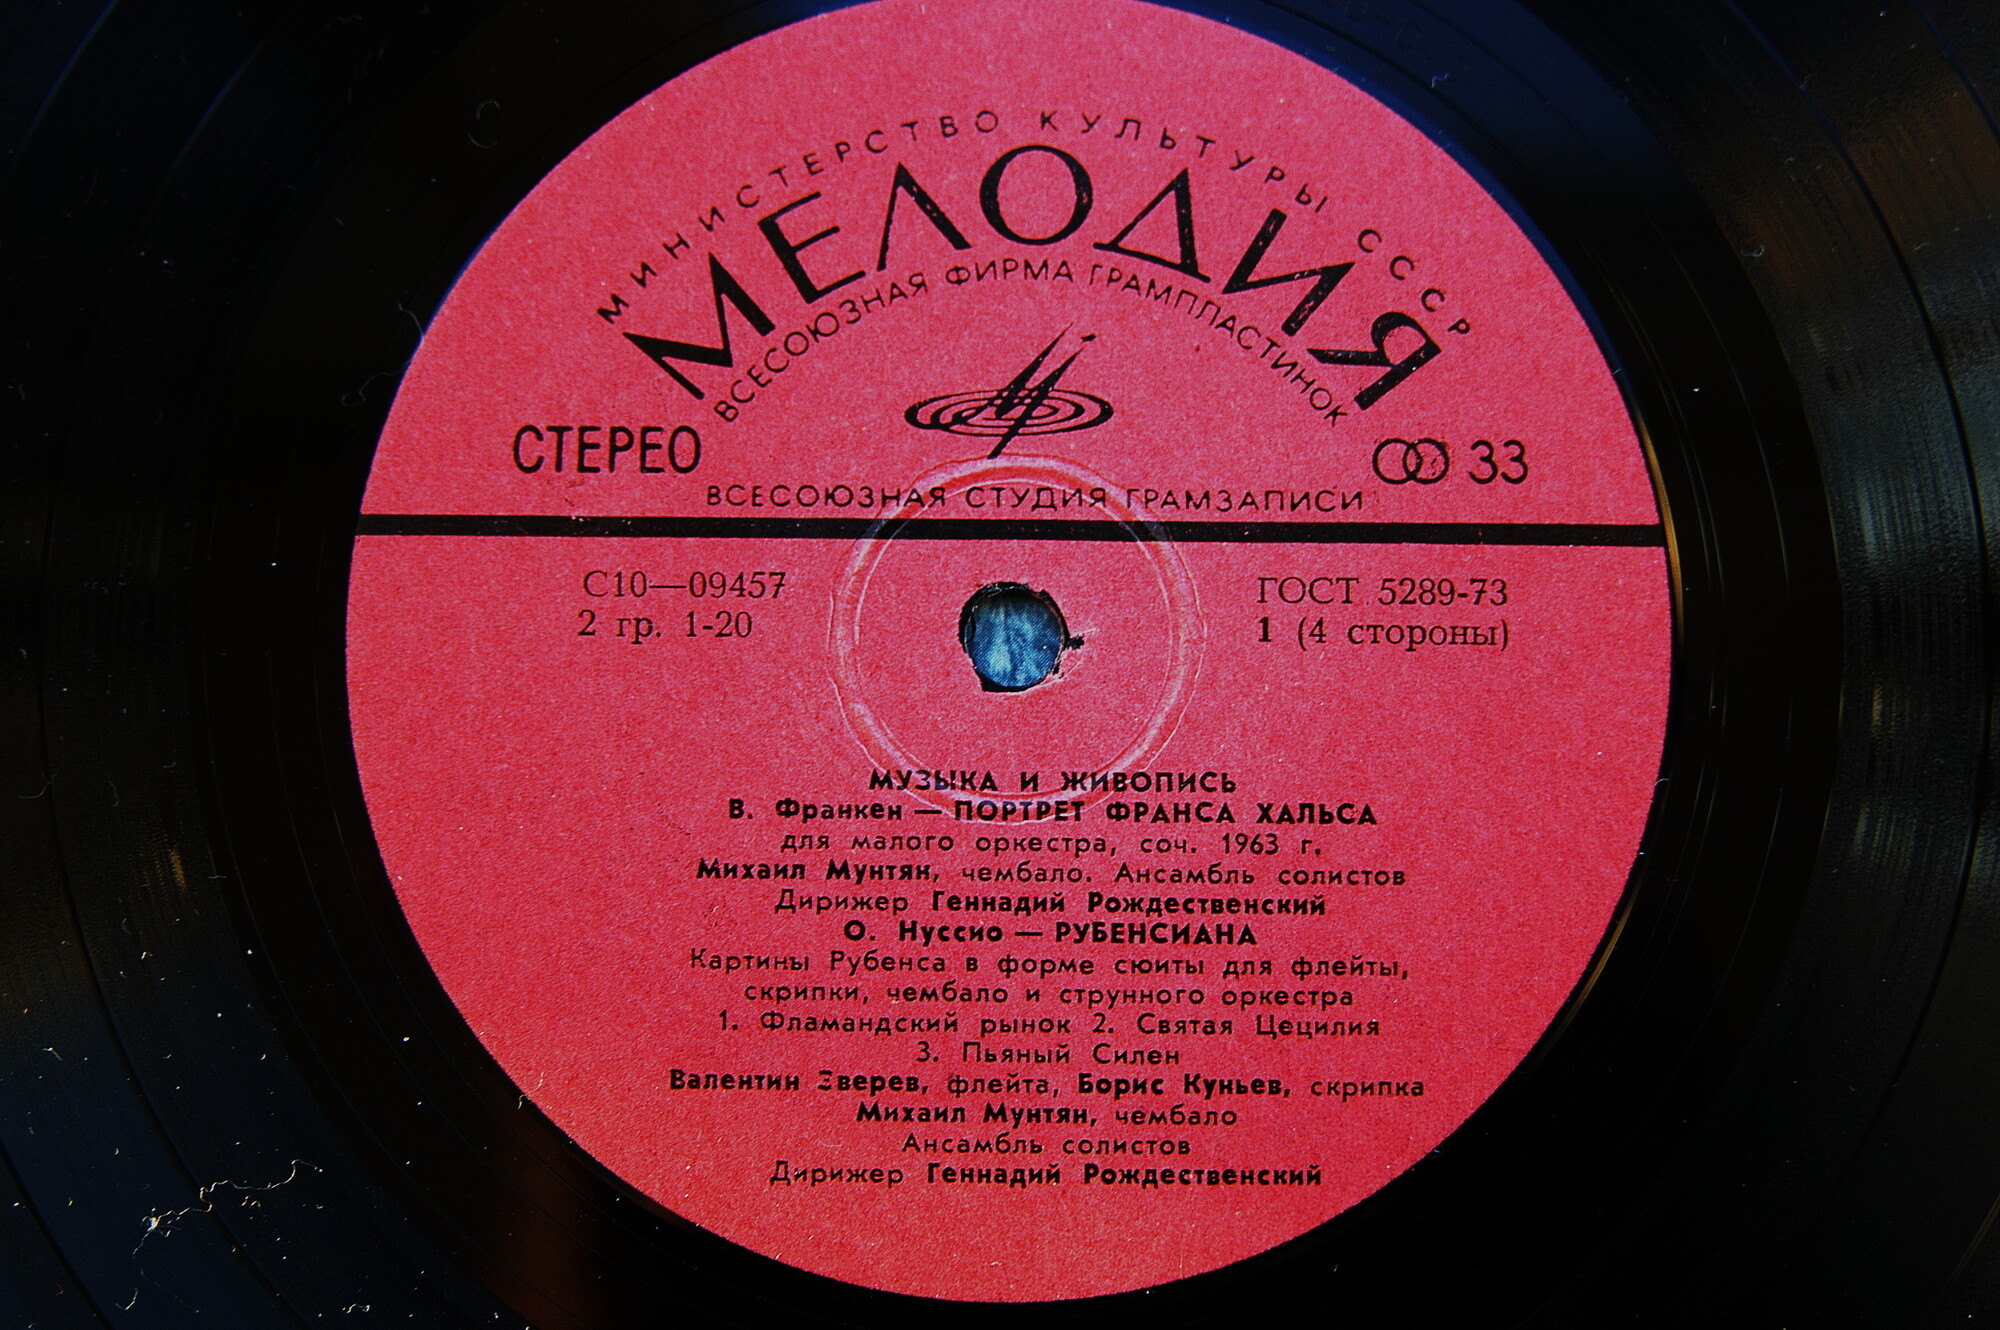 МИНИСТЕРСТВО КУЛЬТУРЫ СССР
МЕЛОДИЯ
ВСЕСОЮЗНАЯ ФИРМА ГРАМПЛАСТИНОК
СТЕРЕО
33
ВСЕСОЮЗНАЯ СТУДИЯ ГРАМЗАПИСИ
С10—09457
2 гр. 1-20
ГОСТ 5289-73
1 (4 стороны)
МУЗЫКА И ЖИВОПИСЬ
В. Франкен — ПОРТРЕТ ФРАНСА ХАЛЬСА
для малого оркестра, соч. 1963 г.
Михаил Мунтян, чембало. Ансамбль солистов
Дирижер Геннадий Рождественский
О. Нуссио — РУБЕНСИАНА
Картины Рубенса в форме сюиты для флейты,
скрипки, чембало и струнного оркестра
1. Фламандский рынок 2. Святая Цецилия
3. Пьяный Силен
Валентин Зверев, флейта, Борис Куньев, скрипка
Михаил Мунтян, чембало
Ансамбль солистов
Дирижер Геннадий Рождественский